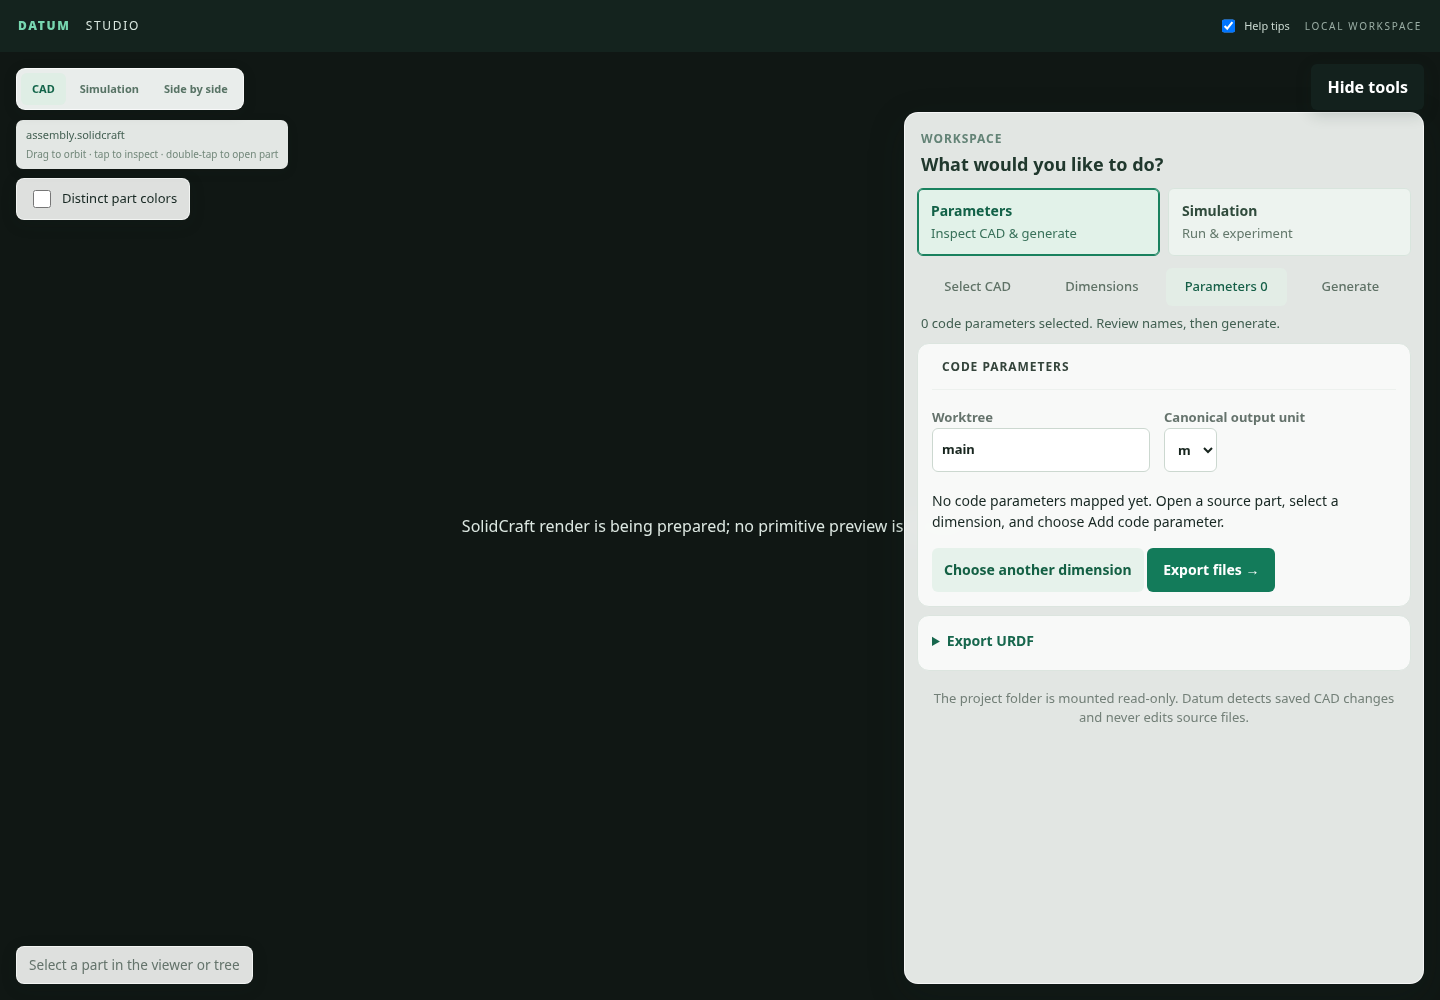 DATUM STUDIO
Help tips
LOCAL WORKSPACE
CAD Simulation Side by side
Hide tools
assembly.solidcraft
Drag to orbit · tap to inspect · double-tap to open part
Distinct part colors
SolidCraft render is being prepared; no primitive preview is
Select a part in the viewer or tree
WORKSPACE
What would you like to do?
Parameters
Inspect CAD & generate
Simulation
Run & experiment
Select CAD Dimensions Parameters 0 Generate
0 code parameters selected. Review names, then generate.
CODE PARAMETERS
Worktree
main
Canonical output unit
m
No code parameters mapped yet. Open a source part, select a
dimension, and choose Add code parameter.
Choose another dimension
Export files →
▶ Export URDF
The project folder is mounted read-only. Datum detects saved CAD changes
and never edits source files.